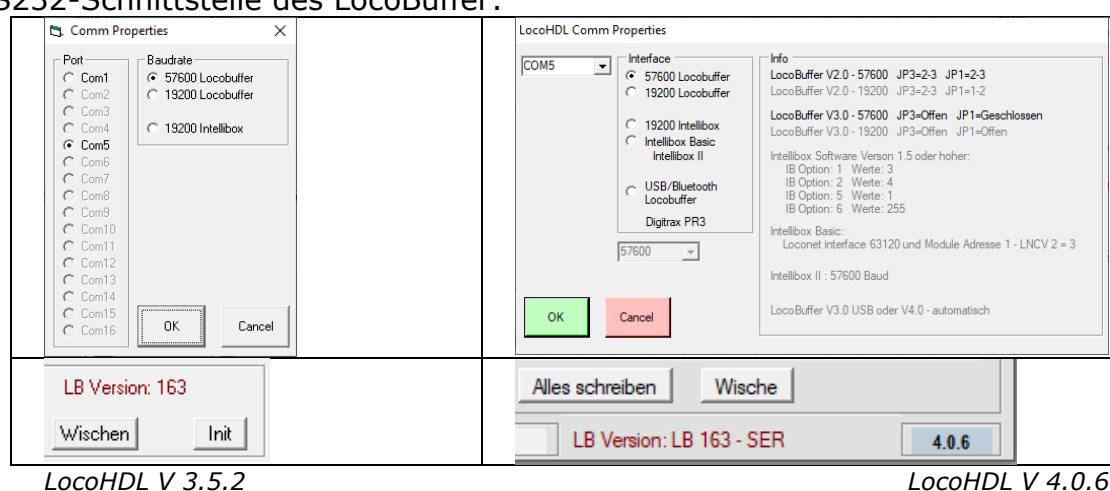 S232-Schnittstelle des LocoBuffer:
Comm Properties
Port
Com1
Com2
Com3
Com4
Com5
Com6
Com7
Com8
Com9
Com10
Com11
Com12
Com13
Com14
Com15
Com16
Baudrate
57600 Locobuffer
19200 Locobuffer
19200 Intellibox
OK Cancel
LocoHDL Comm Properties
COM5
Interface
57600 Locobuffer
19200 Locobuffer
19200 Intellibox
Intellibox Basic
Intellibox II
USB/Bluetooth
Locobuffer
Digitrax PR3
57600
OK Cancel
Info
LocoBuffer V2.0 - 57600 JP3=2-3 JP1=2-3
LocoBuffer V2.0 - 19200 JP3=2-3 JP1=1-2
LocoBuffer V3.0 - 57600 JP3=Offen JP1=Geschlossen
LocoBuffer V3.0 - 19200 JP3=Offen JP1=Offen
Intellibox Software Verson 1.5 oder hoher:
IB Option: 1 Werte: 3
IB Option: 2 Werte: 4
IB Option: 5 Werte: 1
IB Option: 6 Werte: 255
Intellibox Basic:
Loconet interface 63120 und Module Adresse 1 - LNCV 2 = 3
Intellibox II : 57600 Baud
LocoBuffer V3.0 USB oder V4.0 - automatisch
LB Version: 163
Wischen Init
Alles schreiben Wische
LB Version: LB 163 - SER 4.0.6
LocoHDL V 3.5.2 LocoHDL V 4.0.6